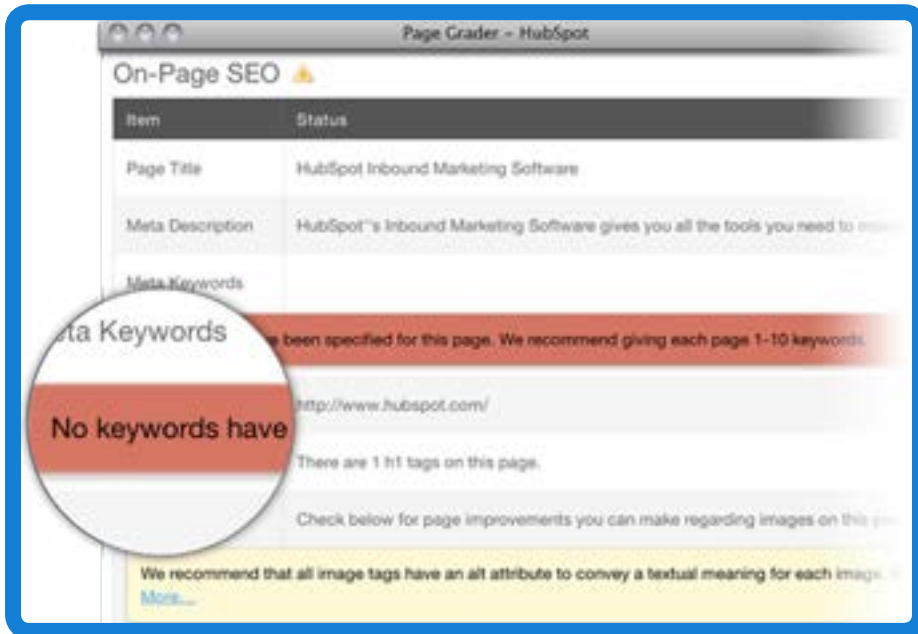 Page Grader – HubSpot
On-Page SEO
Item Status
Page Title HubSpot Inbound Marketing Software
Meta Description HubSpot"s Inbound Marketing Software gives you all the tools you need to
Meta Keywords
eta Keywords
been specified for this page. We recommend giving each page 1-10 keywords.
No keywords have
http://www.hubspot.com/
There are 1 h1 tags on this page.
Check below for page improvements you can make regarding images on this
We recommend that all image tags have an alt attribute to convey a textual meaning for each image.
More...